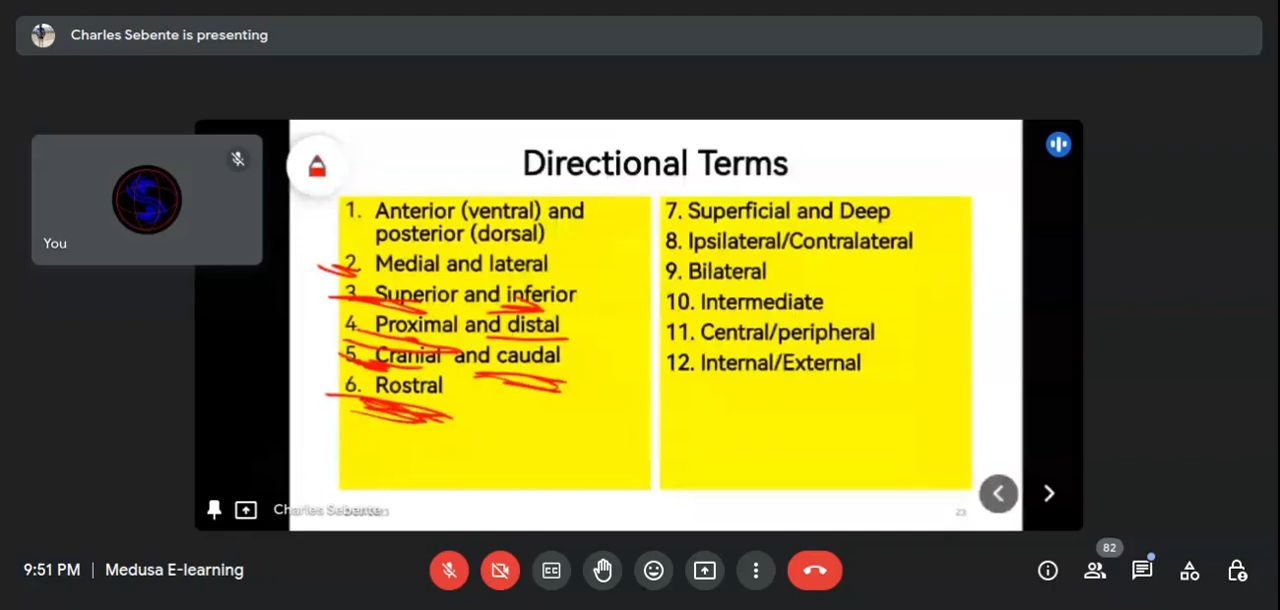 Charles Sebente is presenting
You
Directional Terms
1. Anterior (ventral) and
posterior (dorsal)
2. Medial and lateral
3. Superior and inferior
4. Proximal and distal
5. Cranial and caudal
6. Rostral
7. Superficial and Deep
8. Ipsilateral/Contralateral
9. Bilateral
10. Intermediate
11. Central/peripheral
12. Internal/External
Charles Sebente
23
9:51 PM | Medusa E-learning
82